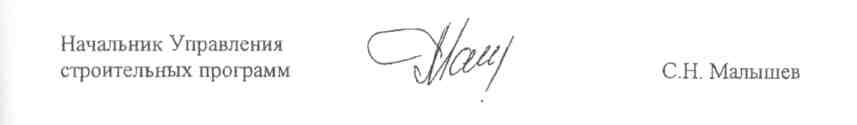 Начальник Управления
строительных программ
С.Н. Малышев